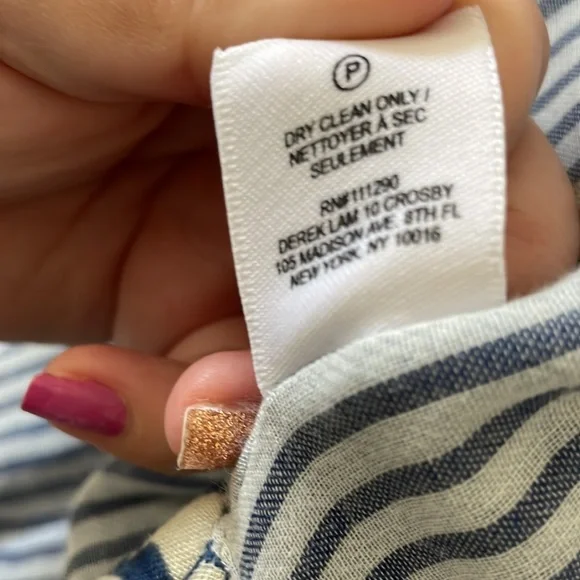 P
DRY CLEAN ONLY /
NETTOYER À SEC
SEULEMENT
RN#111290
DEREK LAM 10 CROSBY
105 MADISON AVE. 8TH FL
NEW YORK, NY 10016